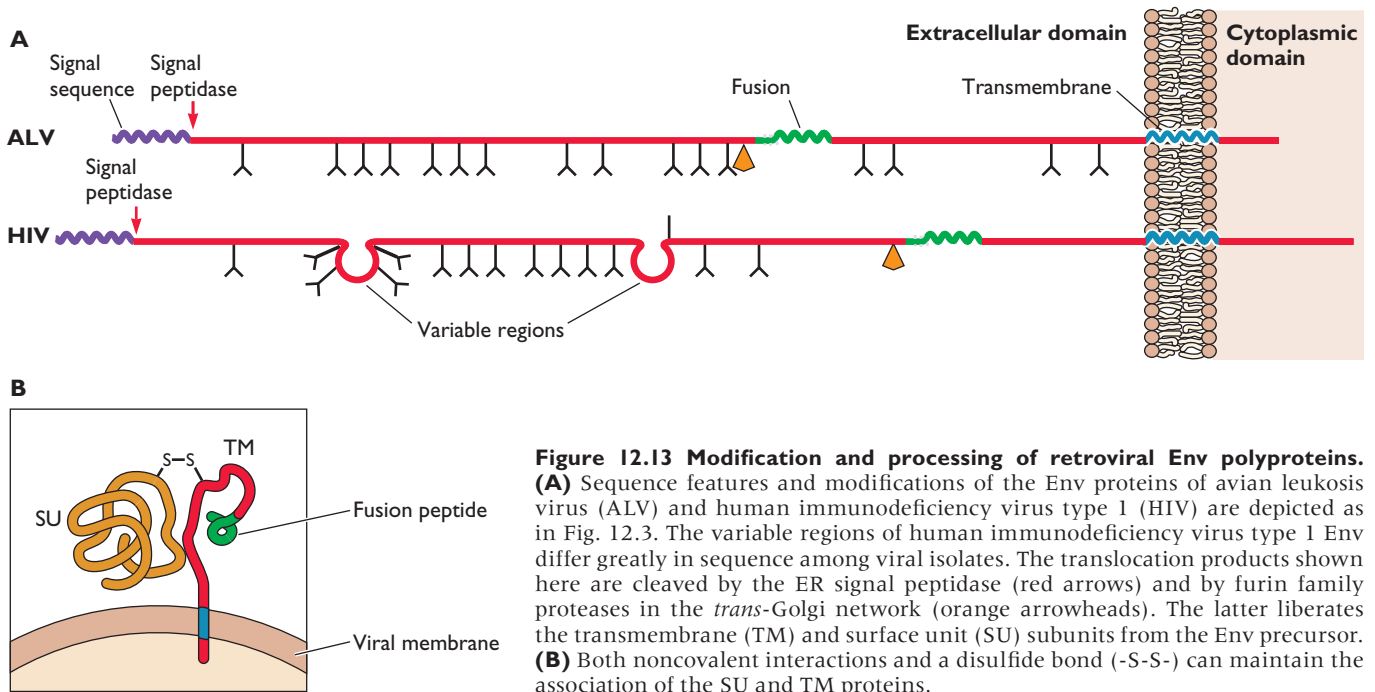 A
Extracellular domain
Cytoplasmic
domain
Signal
sequence
Signal
peptidase
Fusion
Transmembrane
ALV
Signal
peptidase
HIV
Variable regions
B
S–S
TM
SU
Fusion peptide
Viral membrane
Figure 12.13 Modification and processing of retroviral Env polyproteins.
(A) Sequence features and modifications of the Env proteins of avian leukosis
virus (ALV) and human immunodeficiency virus type 1 (HIV) are depicted as
in Fig. 12.3. The variable regions of human immunodeficiency virus type 1 Env
differ greatly in sequence among viral isolates. The translocation products shown
here are cleaved by the ER signal peptidase (red arrows) and by furin family
proteases in the trans-Golgi network (orange arrowheads). The latter liberates
the transmembrane (TM) and surface unit (SU) subunits from the Env precursor.
(B) Both noncovalent interactions and a disulfide bond (-S-S-) can maintain the
association of the SU and TM proteins.